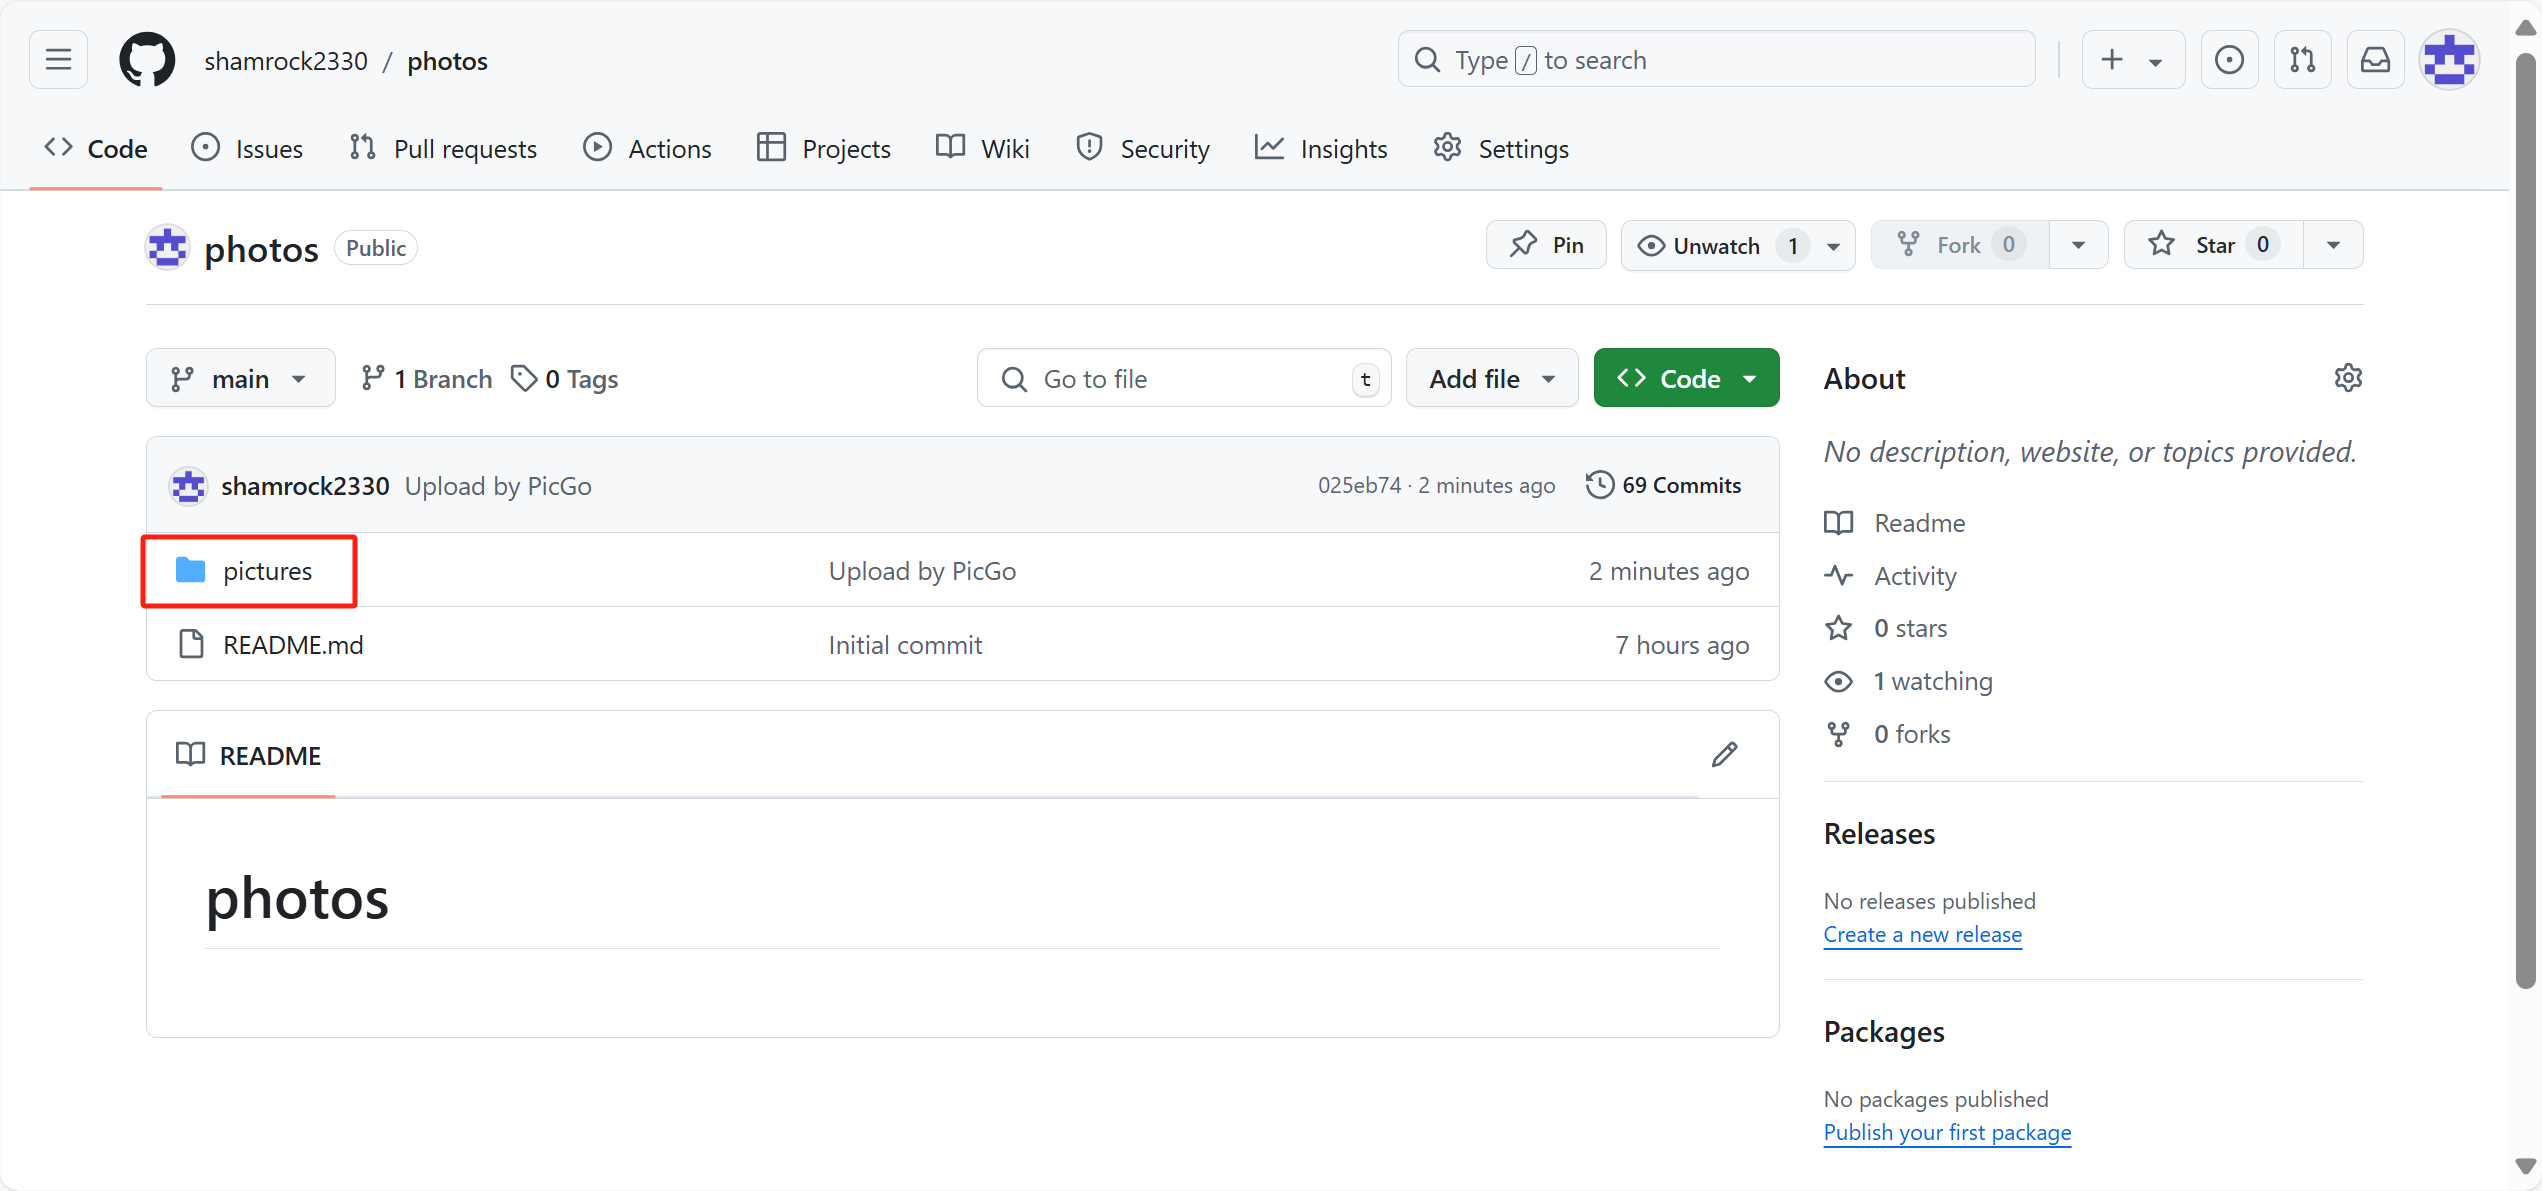 shamrock2330 / photos
Type / to search
Code Issues Pull requests Actions Projects Wiki Security Insights Settings
photos Public
Pin Unwatch 1 Fork 0 Star 0
main 1 Branch 0 Tags Go to file t Add file Code
shamrock2330 Upload by PicGo 025eb74 · 2 minutes ago 69 Commits
pictures Upload by PicGo 2 minutes ago
README.md Initial commit 7 hours ago
README
photos
About
No description, website, or topics provided.
Readme
Activity
0 stars
1 watching
0 forks
Releases
No releases published
Create a new release
Packages
No packages published
Publish your first package